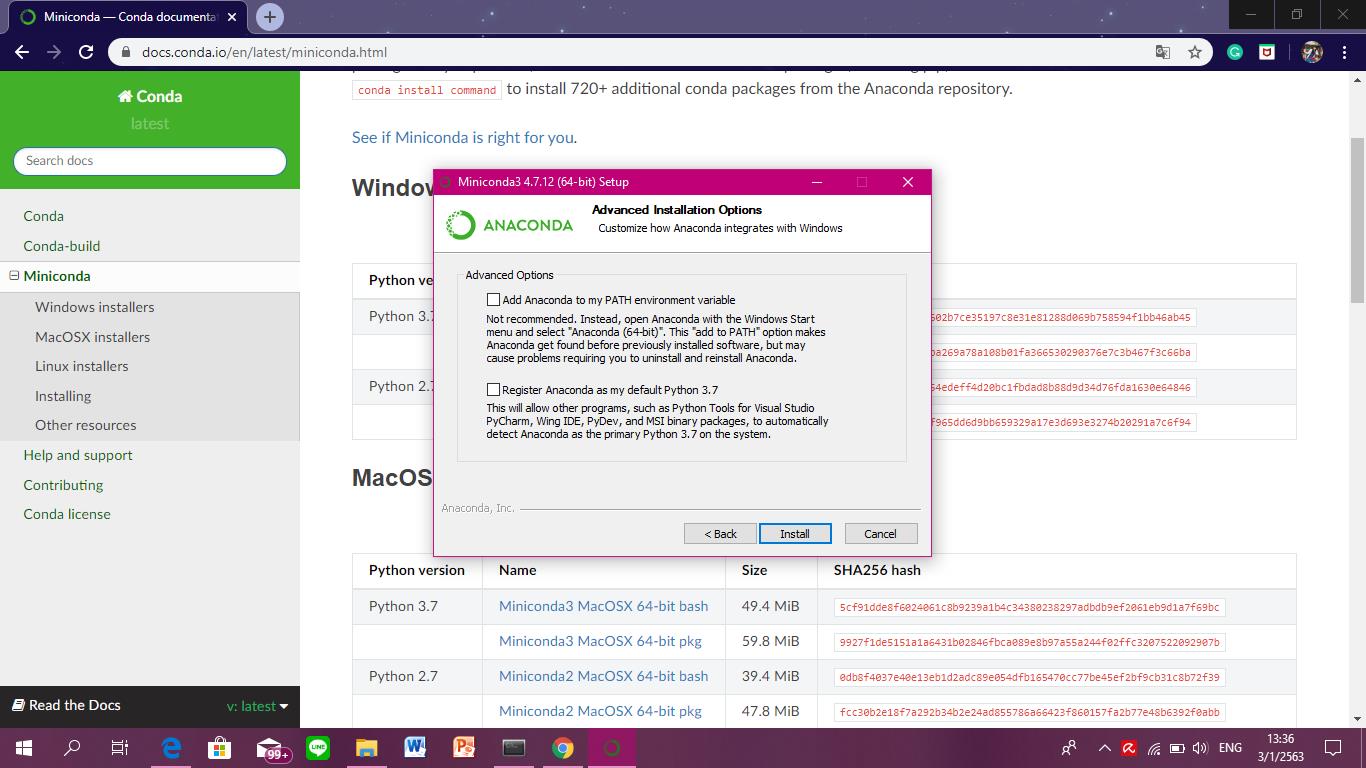 Miniconda — Conda documentat
docs.conda.io/en/latest/miniconda.html
Conda
latest
Search docs
Conda
Conda-build
Miniconda
Windows installers
MacOSX installers
Linux installers
Installing
Other resources
Help and support
Contributing
Conda license
Read the Docs
v: latest
conda install command to install 720+ additional conda packages from the Anaconda repository.
See if Miniconda is right for you.
Window
Python ve
Python 3.7
602b7ce35197c8e31e81288d069b758594f1bb46ab45
ba269a78a108b01fa366530290376e7c3b467f3c66ba
Python 2.7
64edeff4d20bc1fbdad8b88d9d34d76fda1630e64846
f965dd6d9bb659329a17e3d693e3274b20291a7c6f94
MacOS
Miniconda3 4.7.12 (64-bit) Setup
ANACONDA
Advanced Installation Options
Customize how Anaconda integrates with Windows
Advanced Options
Add Anaconda to my PATH environment variable
Not recommended. Instead, open Anaconda with the Windows Start
menu and select "Anaconda (64-bit)". This "add to PATH" option makes
Anaconda get found before previously installed software, but may
cause problems requiring you to uninstall and reinstall Anaconda.
Register Anaconda as my default Python 3.7
This will allow other programs, such as Python Tools for Visual Studio
PyCharm, Wing IDE, PyDev, and MSI binary packages, to automatically
detect Anaconda as the primary Python 3.7 on the system.
Anaconda, Inc.
< Back Install Cancel
Python version Name Size SHA256 hash
Python 3.7 Miniconda3 MacOSX 64-bit bash 49.4 MiB 5cf91dde8f6024061c8b9239a1b4c34380238297adbdb9ef2061eb9d1a7f69bc
Miniconda3 MacOSX 64-bit pkg 59.8 MiB 9927f1de5151a1a6431b02846fbca089e8b97a55a244f02ffc3207522092907b
Python 2.7 Miniconda2 MacOSX 64-bit bash 39.4 MiB 0db8f4037e40e13eb1d2adc89e054dfb165470cc77be45ef2bf9cb31c8b72f39
Miniconda2 MacOSX 64-bit pkg 47.8 MiB fcc30b2e18f7a292b34b2e24ad855786a66423f860157fa2b77e48b6392f0abb
99+
LINE
ENG
13:36
3/1/2563